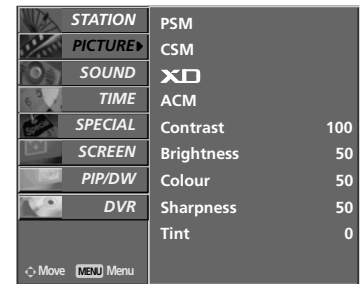 STATION
PICTURE
SOUND
TIME
SPECIAL
SCREEN
PIP/DW
DVR
Move MENU Menu
PSM
CSM
XD
ACM
Contrast 100
Brightness 50
Colour 50
Sharpness 50
Tint 0